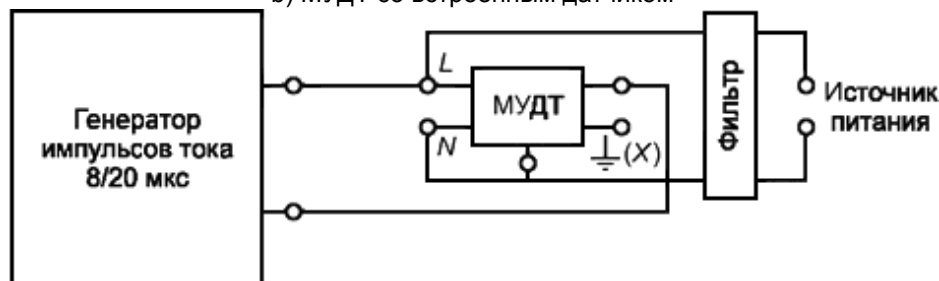 b) МУДТ со встроенным датчиком
Генератор
импульсов тока
8/20 мкс
L
N
МУДТ
(X)
Фильтр
Источник
питания